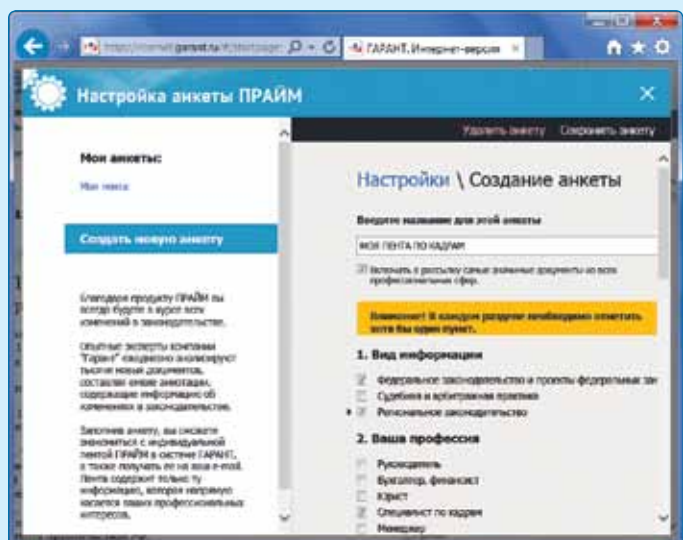 ГАРАНТ. Интернет-версия
Настройка анкеты ПРАЙМ
Удалить анкету Сохранить анкету
Мои анкеты:
Моя лента
Создать новую анкету
Благодаря продукту ПРАЙМ вы
всегда будете в курсе всех
изменений в законодательстве.
Опытные эксперты компании
"Гарант" ежедневно анализируют
тысячи новых документов,
составляя емкие аннотации,
содержащие информацию об
изменениях в законодательстве.
Заполнив анкету, вы сможете
знакомиться с индивидуальной
лентой ПРАЙМ в системе ГАРАНТ,
а также получать ее на ваш e-mail.
Лента содержит только ту
информацию, которая напрямую
касается ваших профессиональных
интересов.
Настройки \ Создание анкеты
Введите название для этой анкеты
МОЯ ЛЕНТА ПО КАДРАМ
Включать в рассылку самые значимые документы из всех
профессиональных сфер.
Внимание! В каждом разделе необходимо отметить
хотя бы один пункт.
1. Вид информации
Федеральное законодательство и проекты федеральных зак
Судебная и арбитражная практика
Региональное законодательство
2. Ваша профессия
Руководитель
Бухгалтер, финансист
Юрист
Специалист по кадрам
Менеджер